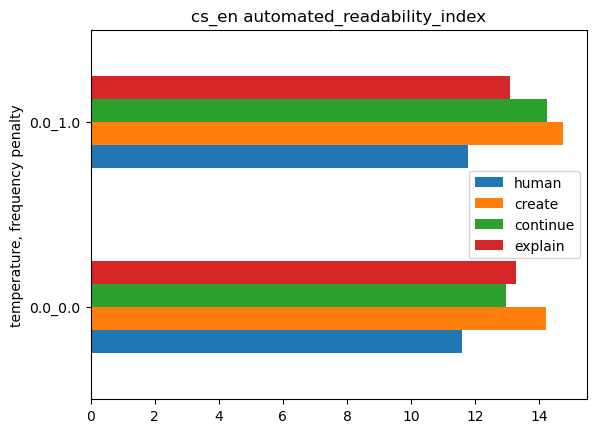 cs_en automated_readability_index
temperature, frequency penalty
0.0_1.0
0.0_0.0
human
create
continue
explain
0 2 4 6 8 10 12 14